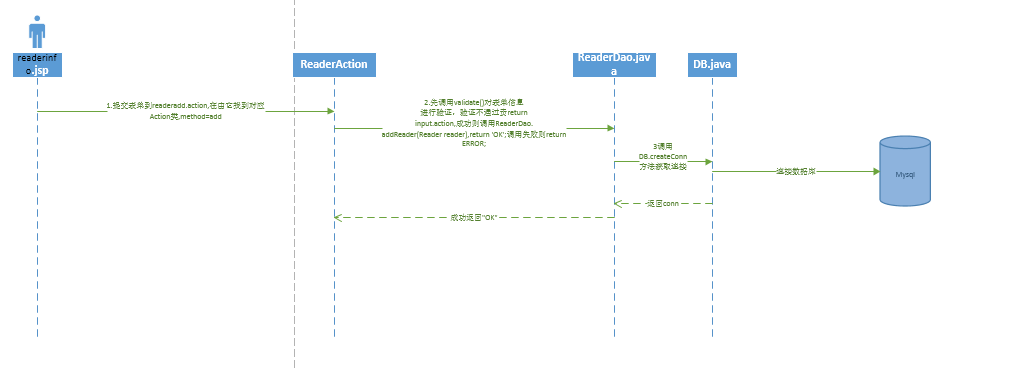 readerinf
o.jsp
ReaderAction
ReaderDao.jav
a
DB.java
1.提交表单到readeradd.action,在由它找到对应
Action类,method=add
2.先调用validate()对表单信息
进行验证，验证不通过责return
input.action,成功则调用ReaderDao.
addReader(Reader reader),return 'OK';调用失败则return
ERROR;
3调用
DB.createConn
方法获取连接
连接数据库
Mysql
返回conn
成功返回"OK"